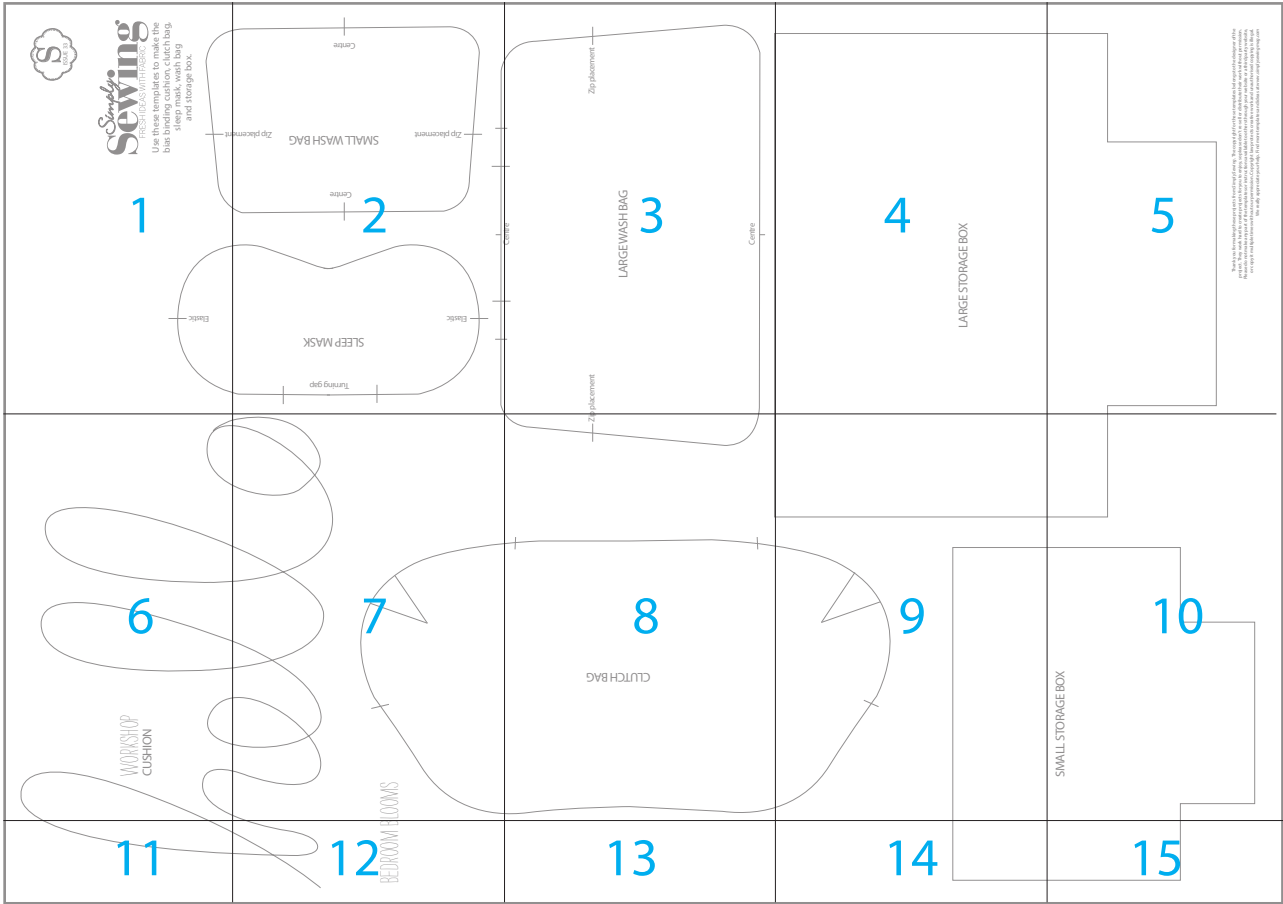 S
ISSUE 33
Simply
Sewing
FRESH IDEAS WITH FABRIC
Use these templates to make the
bias binding cushion, clutch bag,
sleep mask, wash bag
and storage box.
1
Centre
Zip placement
SMALL WASH BAG
Zip placement
Centre
2
Elastic
SLEEP MASK
Elastic
Turning gap
Zip placement
Centre
LARGE WASH BAG
3
Centre
Zip placement
4
LARGE STORAGE BOX
5
hello
6
WORKSHOP
CUSHION
7
BEDROOM BLOOMS
8
CLUTCH BAG
9
10
SMALL STORAGE BOX
11
12
13
14
15